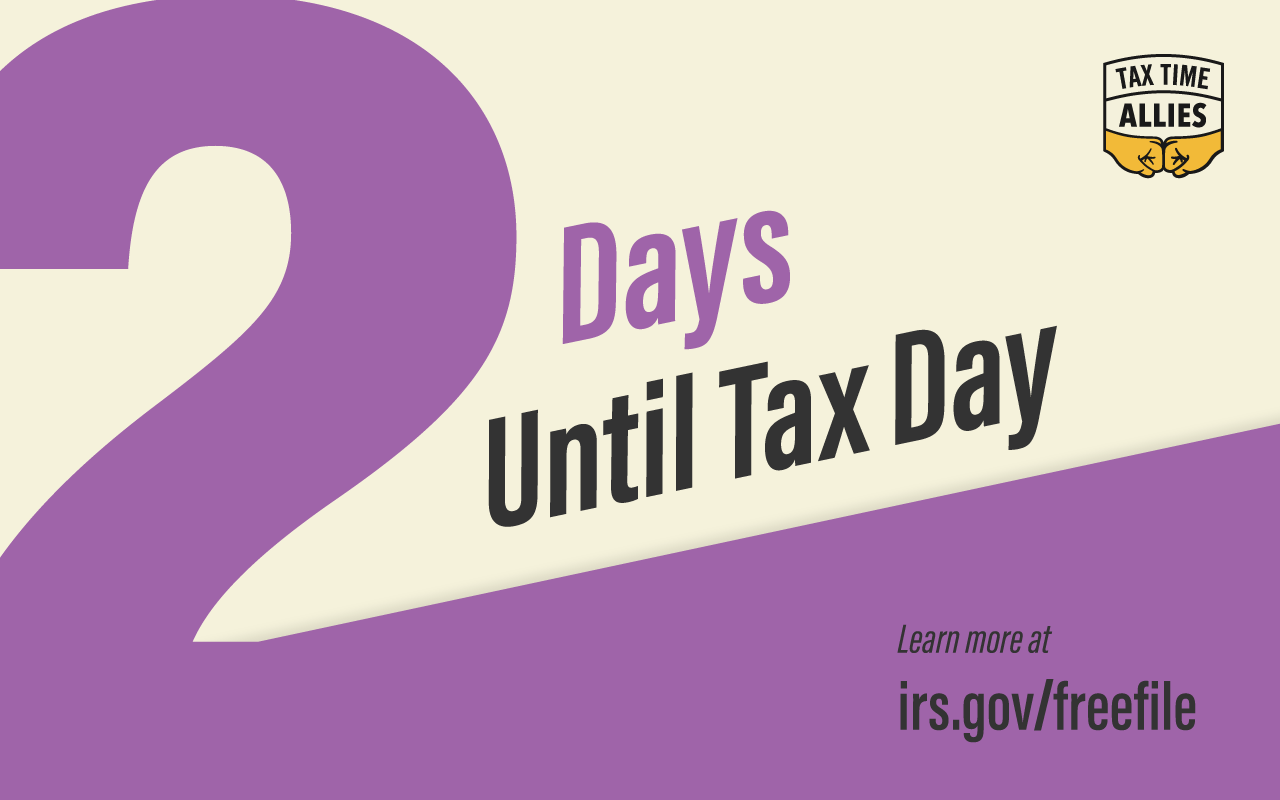 2
Days
Until Tax Day
TAX TIME
ALLIES
Learn more at
irs.gov/freefile